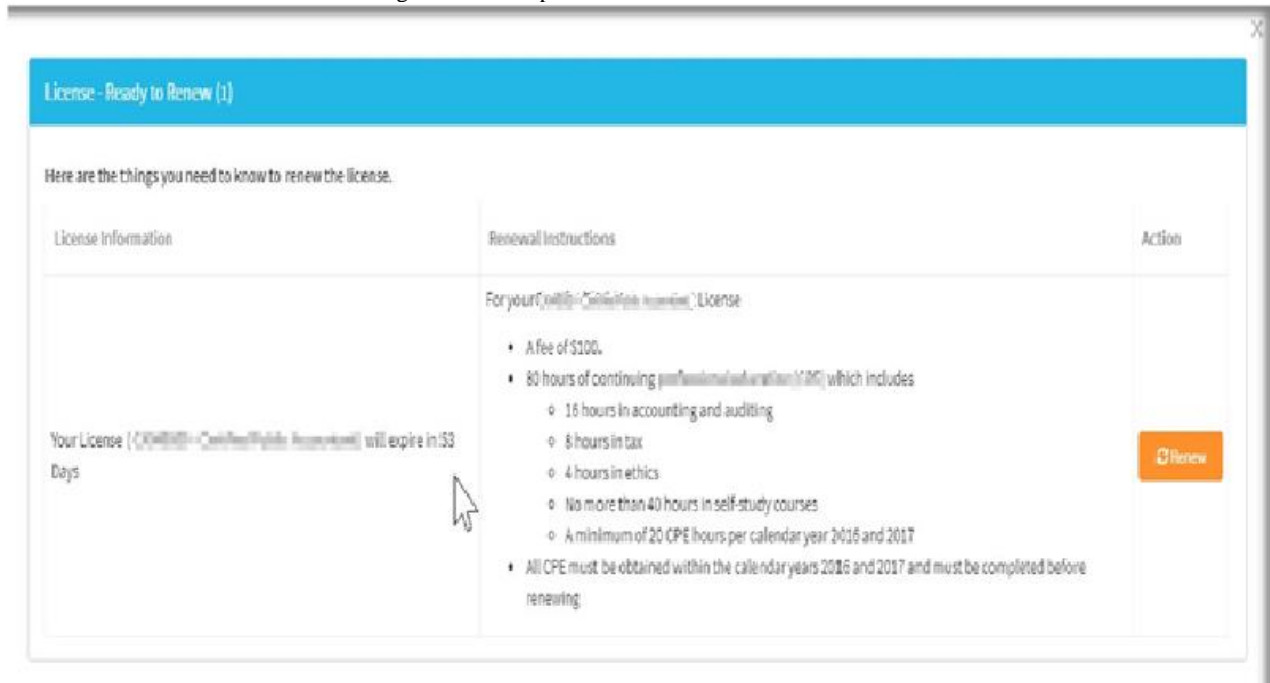 X
License - Ready to Renew (1)
Here are the things you need to know to renew the license.
License Information
Renewal Instructions
Action
For your License
• A fee of $100.
• 80 hours of continuing which includes
◦ 16 hours in accounting and auditing
◦ 8 hours in tax
◦ 4 hours in ethics
◦ No more than 40 hours in self-study courses
◦ A minimum of 20 CPE hours per calendar year 2016 and 2017
• All CPE must be obtained within the calendar years 2016 and 2017 and must be completed before
renewing
Your License ( will expire in 53
Days
Renew